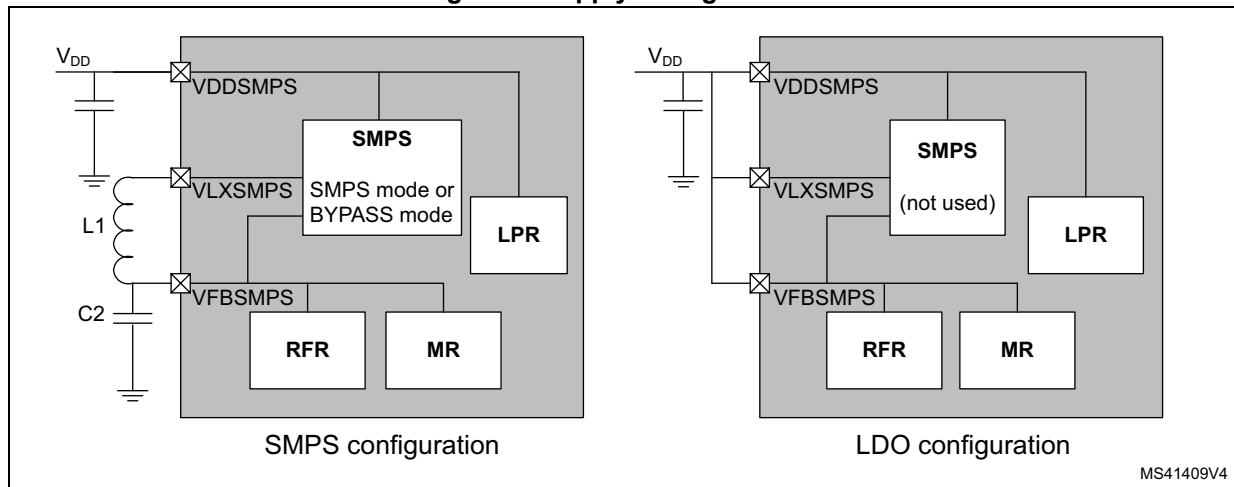 V_DD
VDDSMPS
SMPS
VLXSMPS
SMPS mode or
BYPASS mode
L1
LPR
VFBSMPS
C2
RFR
MR
SMPS configuration
V_DD
VDDSMPS
SMPS
VLXSMPS
(not used)
LPR
VFBSMPS
RFR
MR
LDO configuration
MS41409V4